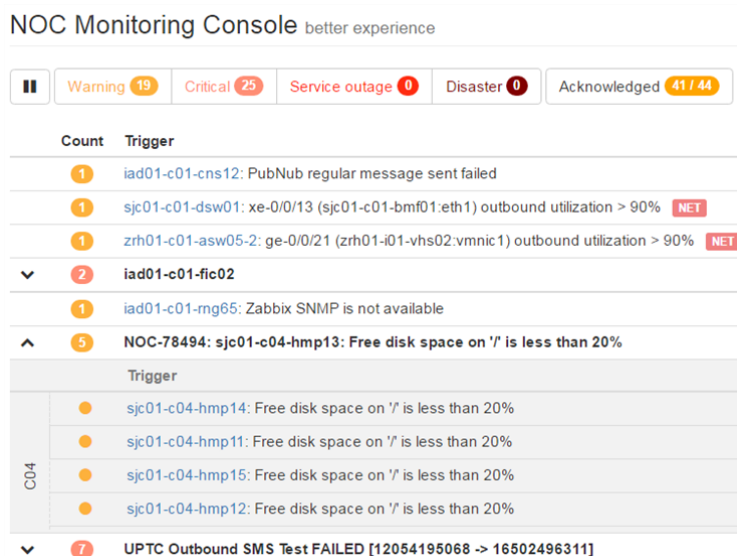 NOC Monitoring Console better experience
Warning 19 Critical 25 Service outage 0 Disaster 0 Acknowledged 41 / 44
Count Trigger
1 iad01-c01-cns12: PubNub regular message sent failed
1 sjc01-c01-dsw01: xe-0/0/13 (sjc01-c01-bmf01:eth1) outbound utilization > 90% NET
1 zrh01-c01-asw05-2: ge-0/0/21 (zrh01-i01-vhs02:vmnic1) outbound utilization > 90% NET
2 iad01-c01-fic02
1 iad01-c01-rng65: Zabbix SNMP is not available
5 NOC-78494: sjc01-c04-hmp13: Free disk space on '/' is less than 20%
Trigger
C04
sjc01-c04-hmp14: Free disk space on '/' is less than 20%
sjc01-c04-hmp11: Free disk space on '/' is less than 20%
sjc01-c04-hmp15: Free disk space on '/' is less than 20%
sjc01-c04-hmp12: Free disk space on '/' is less than 20%
7 UPTC Outbound SMS Test FAILED [12054195068 -> 16502496311]